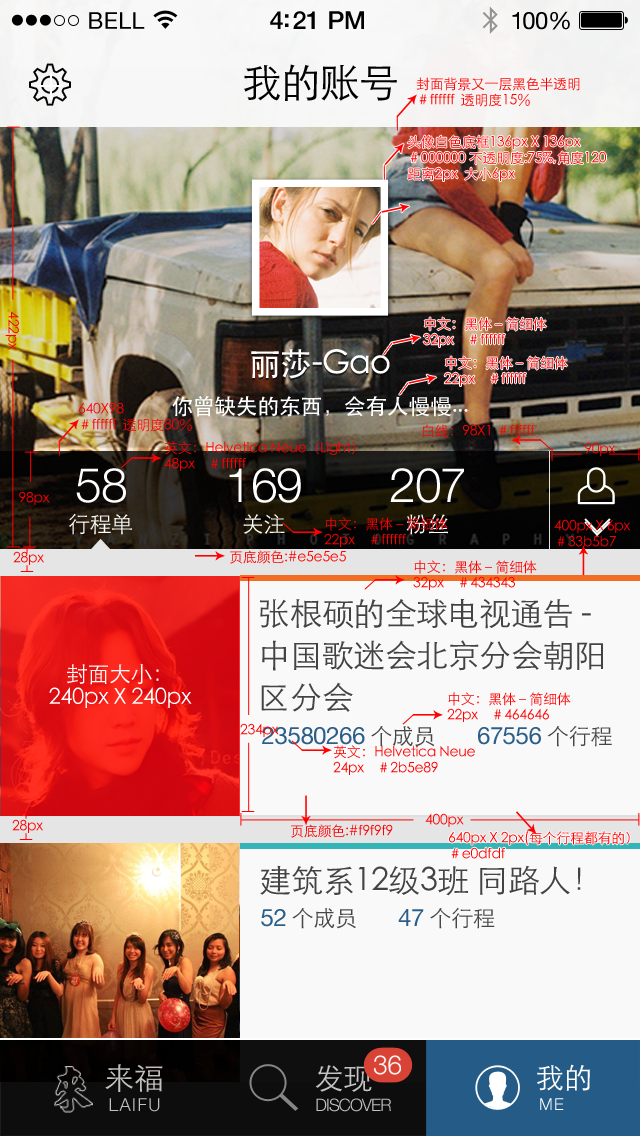 BELL 4:21 PM 100%
我的账号
封面背景又一层黑色半透明
#ffffff 透明度15%
头像白色底框136px X 136px
#000000 不透明度:75%,角度120
距离2px 大小6px
422px
中文：黑体－简细体
32px #ffffff
丽莎-Gao
中文：黑体－简细体
22px #ffffff
你曾缺失的东西，会有人慢慢...
640X98
#ffffff 透明度80%
白线：98X1 #ffffff
英文：Helvetica Neue (Light)
48px #ffffff
90px
98px
58 169 207
行程单 关注 粉丝
中文：黑体－简细体
22px #ffffff
400px X 6px
#33b5b7
28px
页底颜色:#e5e5e5
中文：黑体－简细体
32px #434343
张根硕的全球电视通告 -
中国歌迷会北京分会朝阳
区分会
封面大小：
240px X 240px
中文：黑体－简细体
22px #464646
234px
23580266 个成员 67556 个行程
英文：Helvetica Neue
24px #2b5e89
28px
页底颜色:#f9f9f9
400px
640px X 2px(每个行程都有的)
#e0dfdf
建筑系12级3班 同路人！
52 个成员 47 个行程
来福
LAIFU
发现 36
DISCOVER
我的
ME